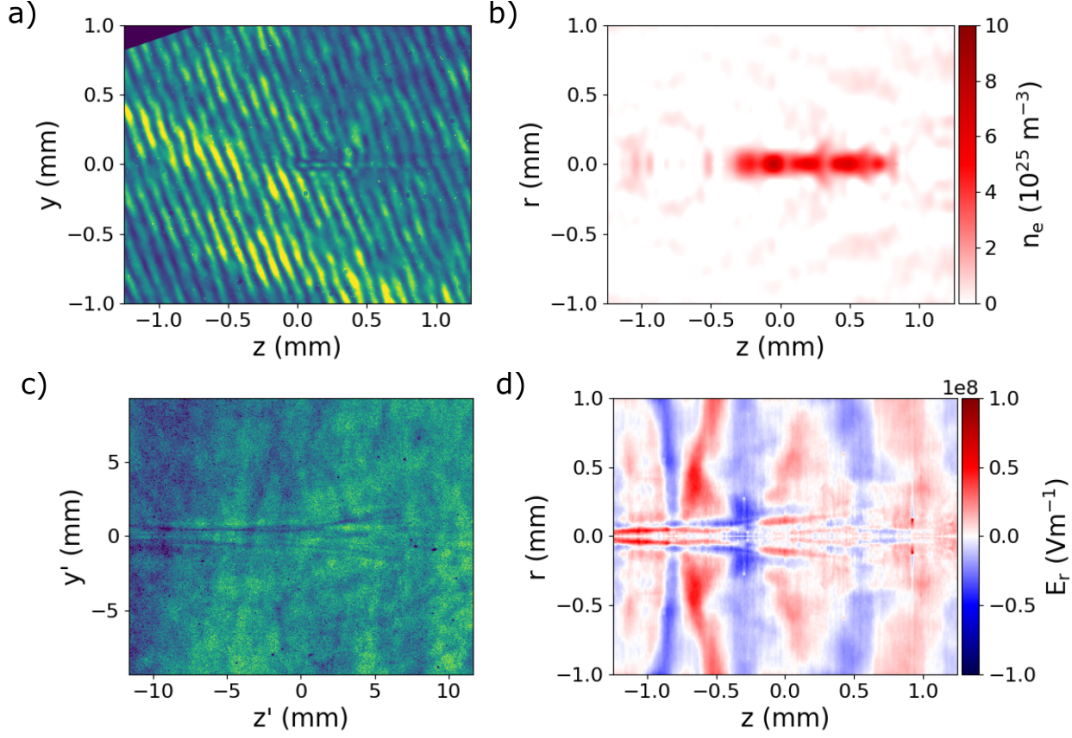 a)
1.0
0.5
0.0
−0.5
−1.0
y (mm)
−1.0 −0.5 0.0 0.5 1.0
z (mm)
b)
1.0
0.5
0.0
−0.5
−1.0
r (mm)
−1.0 −0.5 0.0 0.5 1.0
z (mm)
10
8
6
4
2
0
nₑ (10²⁵ m⁻³)
c)
5
0
−5
y' (mm)
−10 −5 0 5 10
z' (mm)
d)
1.0
0.5
0.0
−0.5
−1.0
r (mm)
−1.0 −0.5 0.0 0.5 1.0
z (mm)
1e8
1.0
0.5
0.0
−0.5
−1.0
Eᵣ (Vm⁻¹)